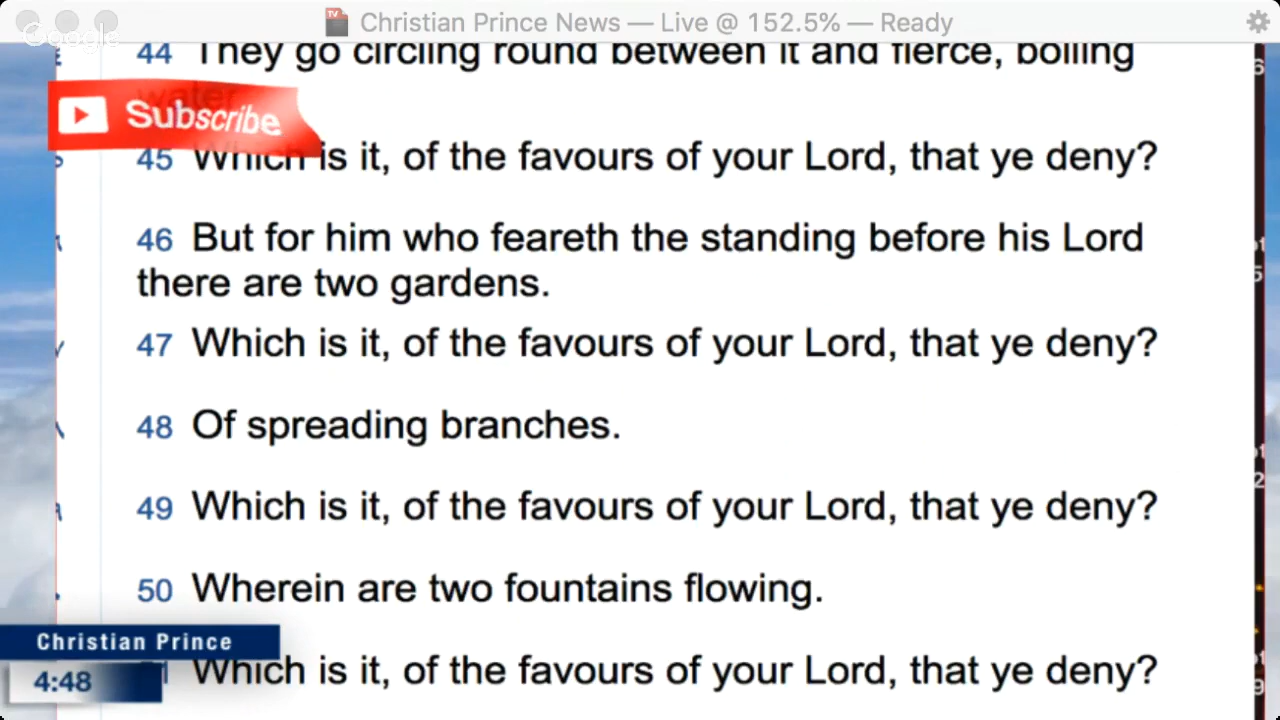 TV
Christian Prince News — Live @ 152.5% — Ready
Google
44 They go circling round between it and fierce, boiling
water
Subscribe
45 Which is it, of the favours of your Lord, that ye deny?
46 But for him who feareth the standing before his Lord
there are two gardens.
47 Which is it, of the favours of your Lord, that ye deny?
48 Of spreading branches.
49 Which is it, of the favours of your Lord, that ye deny?
50 Wherein are two fountains flowing.
Christian Prince
4:48
Which is it, of the favours of your Lord, that ye deny?